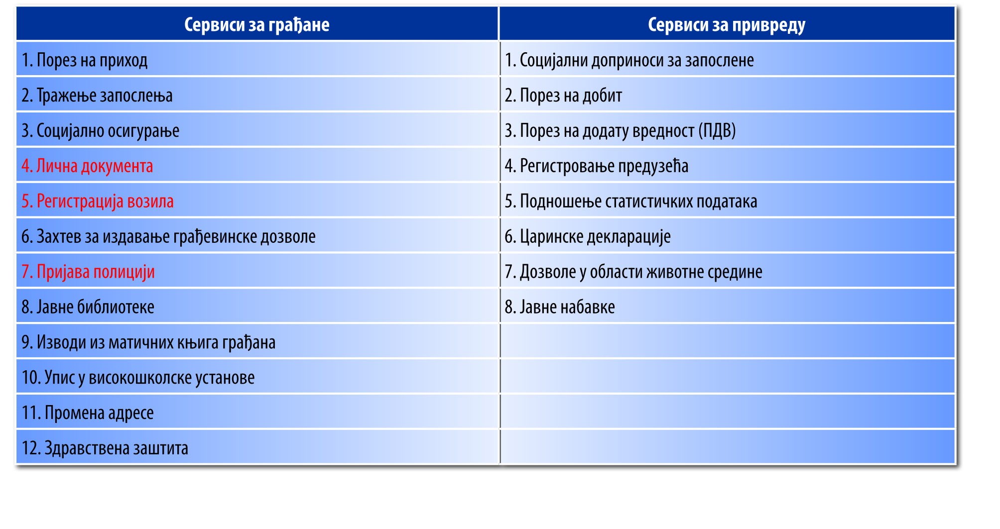 Сервиси за грађане
Сервиси за привреду
1. Порез на приход
1. Социјални доприноси за запослене
2. Тражење запослења
2. Порез на добит
3. Социјално осигурање
3. Порез на додату вредност (ПДВ)
4. Лична документа
4. Регистровање предузећа
5. Регистрација возила
5. Подношење статистичких података
6. Захтев за издавање грађевинске дозволе
6. Царинске декларације
7. Пријава полицији
7. Дозволе у области животне средине
8. Јавне библиотеке
8. Јавне набавке
9. Изводи из матичних књига грађана
10. Упис у високошколске установе
11. Промена адресе
12. Здравствена заштита